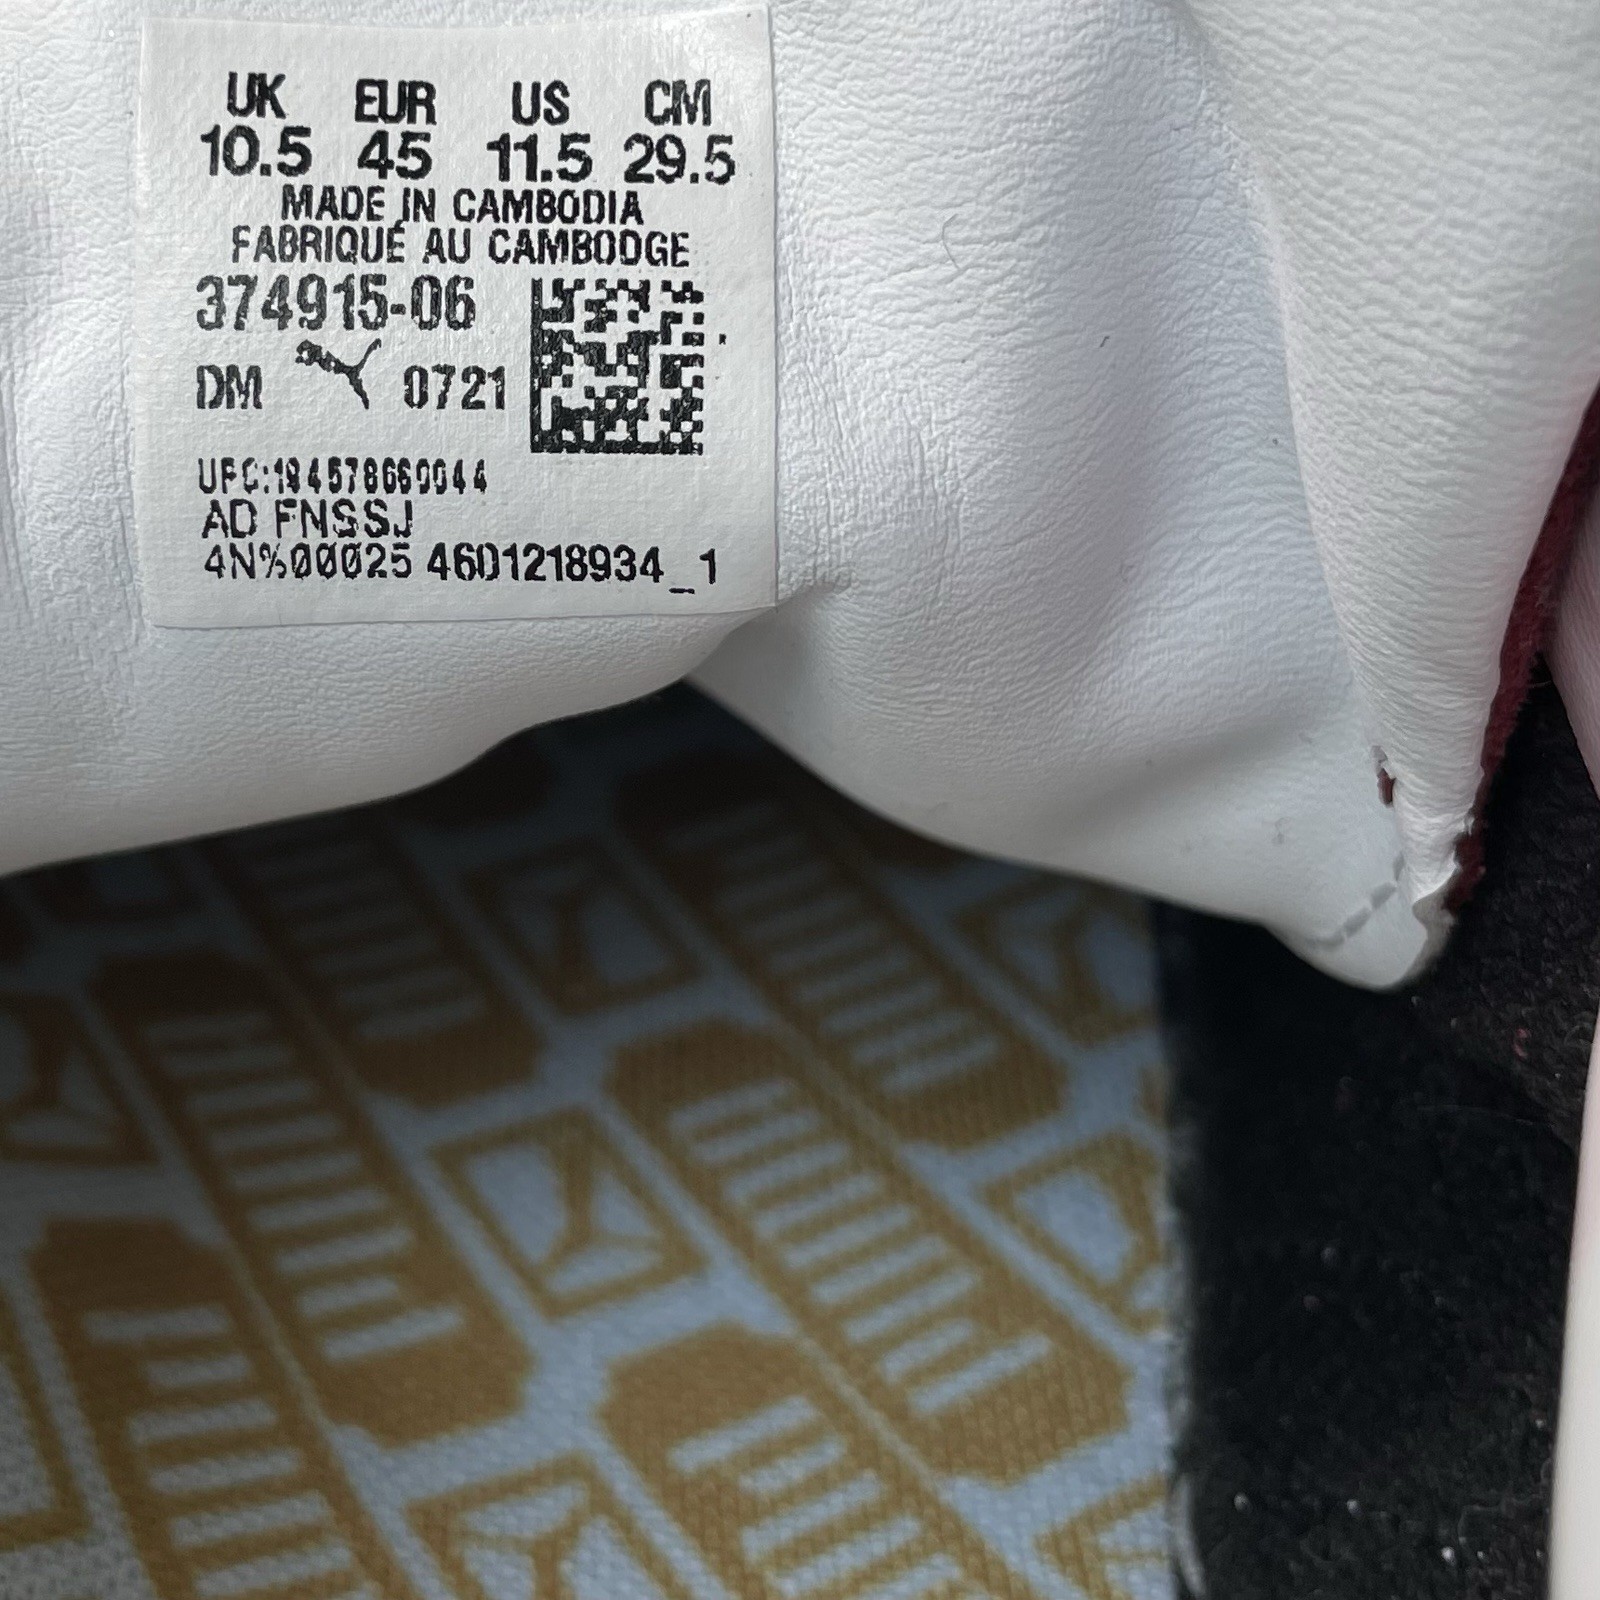 UK EUR US CM
10.5 45 11.5 29.5
MADE IN CAMBODIA
FABRIQUÉ AU CAMBODGE
374915-06
DM 0721
UPC:194578660044
AD FNSSJ
4N%00025 4601218934_1